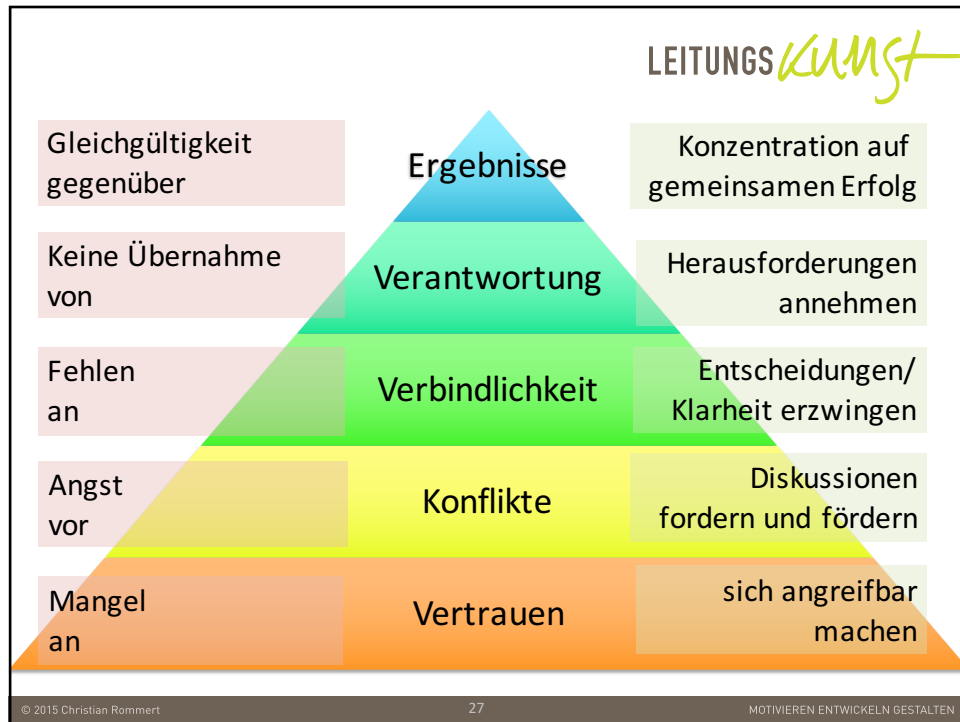 LEITUNGSKUNST
Gleichgültigkeit
gegenüber
Ergebnisse
Konzentration auf
gemeinsamen Erfolg
Keine Übernahme
von
Verantwortung
Herausforderungen
annehmen
Fehlen
an
Verbindlichkeit
Entscheidungen/
Klarheit erzwingen
Angst
vor
Konflikte
Diskussionen
fordern und fördern
Mangel
an
Vertrauen
sich angreifbar
machen
© 2015 Christian Rommert
27
MOTIVIEREN ENTWICKELN GESTALTEN